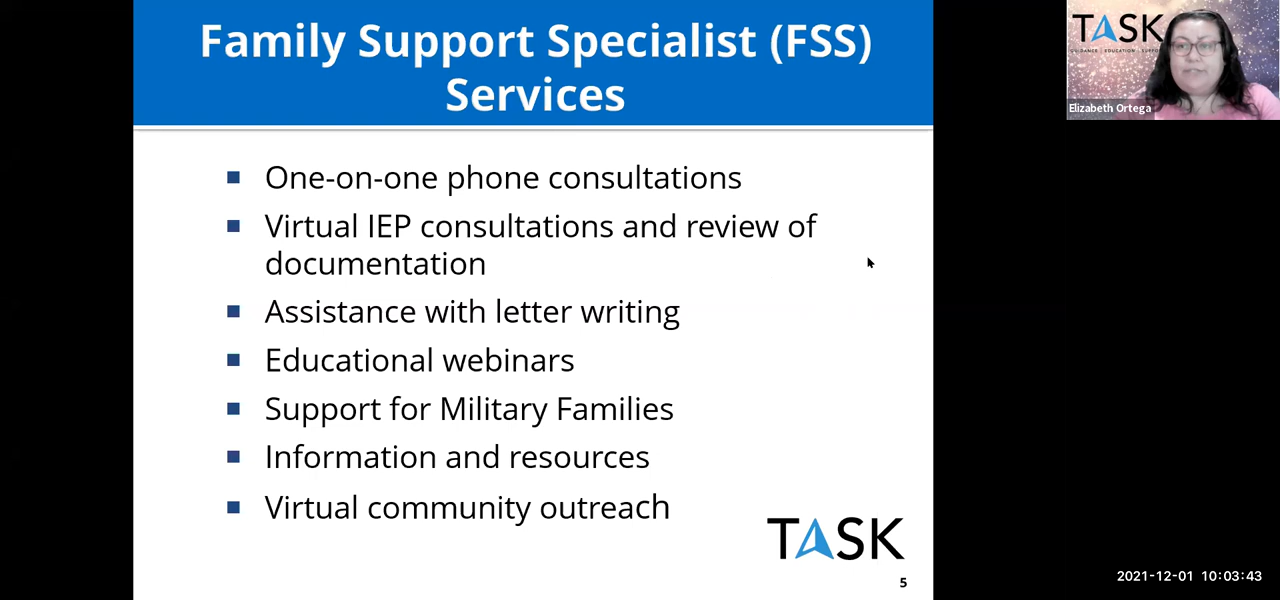 Family Support Specialist (FSS)
Services
One-on-one phone consultations
Virtual IEP consultations and review of
documentation
Assistance with letter writing
Educational webinars
Support for Military Families
Information and resources
Virtual community outreach
TASK
5
TASK
Elizabeth Ortega
2021-12-01 10:03:43